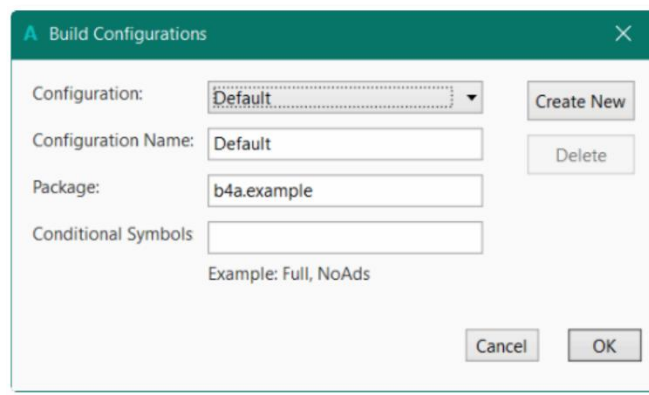 A Build Configurations
Configuration: Default Create New
Configuration Name: Default Delete
Package: b4a.example
Conditional Symbols
Example: Full, NoAds
Cancel OK